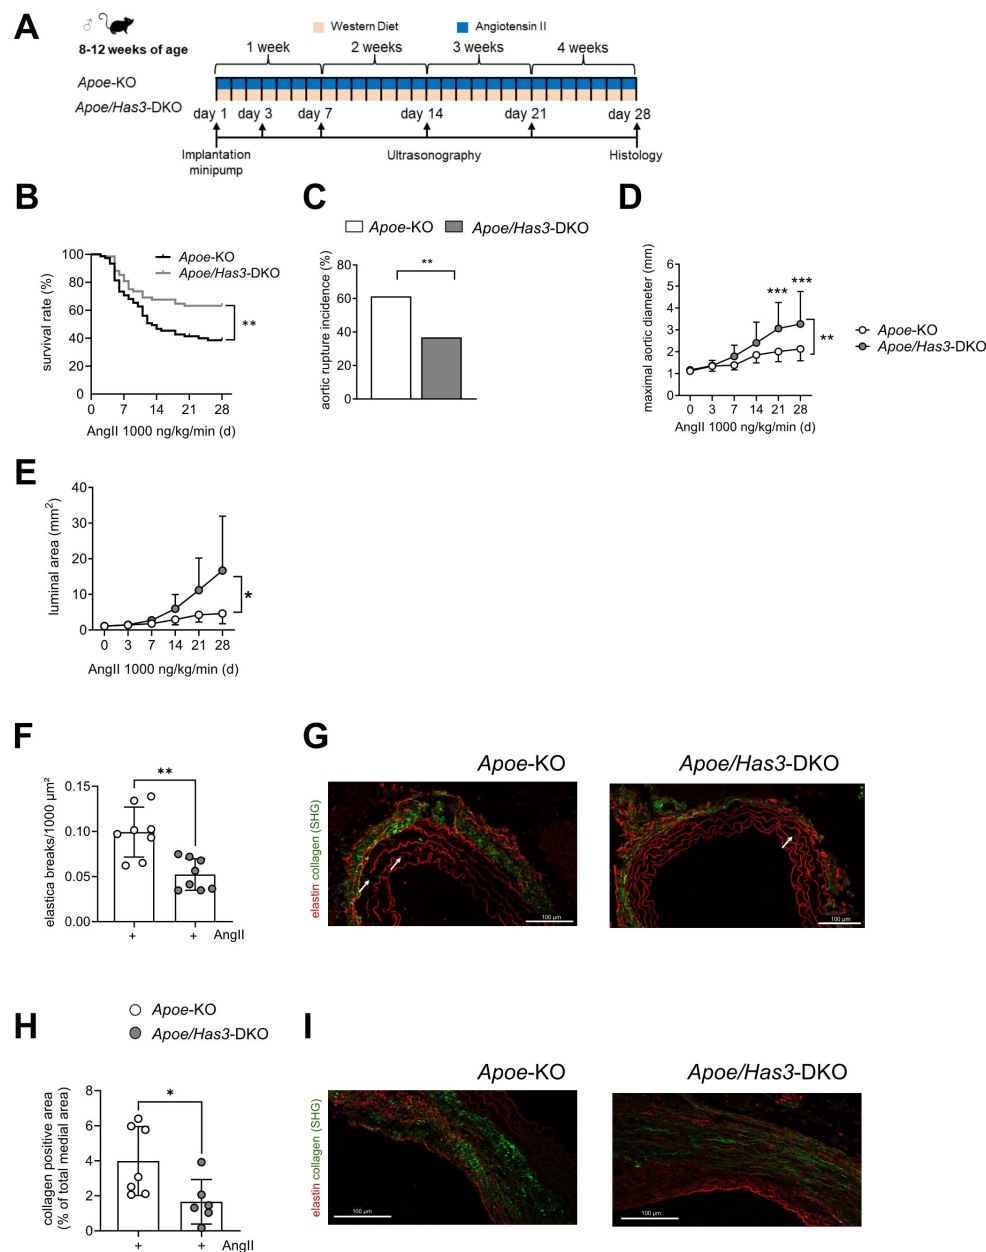 A
♂
8-12 weeks of age
Western Diet
Angiotensin II
1 week
2 weeks
3 weeks
4 weeks
Apoe-KO
Apoe/Has3-DKO
day 1
day 3
day 7
day 14
day 21
day 28
Implantation
minipump
Ultrasonography
Histology
B
survival rate (%)
100
80
60
40
20
0
0 7 14 21 28
AngII 1000 ng/kg/min (d)
Apoe-KO
Apoe/Has3-DKO
**
C
Apoe-KO
Apoe/Has3-DKO
aortic rupture incidence (%)
80
60
40
20
0
**
D
maximal aortic diameter (mm)
6
5
4
3
2
1
0
0 3 7 14 21 28
AngII 1000 ng/kg/min (d)
***
***
**
Apoe-KO
Apoe/Has3-DKO
E
luminal area (mm²)
40
30
20
10
0
0 3 7 14 21 28
AngII 1000 ng/kg/min (d)
*
F
elastica breaks/1000 µm²
0.15
0.10
0.05
0.00
**
+ + AngII
G
Apoe-KO
Apoe/Has3-DKO
elastin collagen (SHG)
100 µm
100 µm
H
Apoe-KO
Apoe/Has3-DKO
collagen positive area
(% of total medial area)
8
6
4
2
0
*
+ + AngII
I
Apoe-KO
Apoe/Has3-DKO
elastin collagen (SHG)
100 µm
100 µm